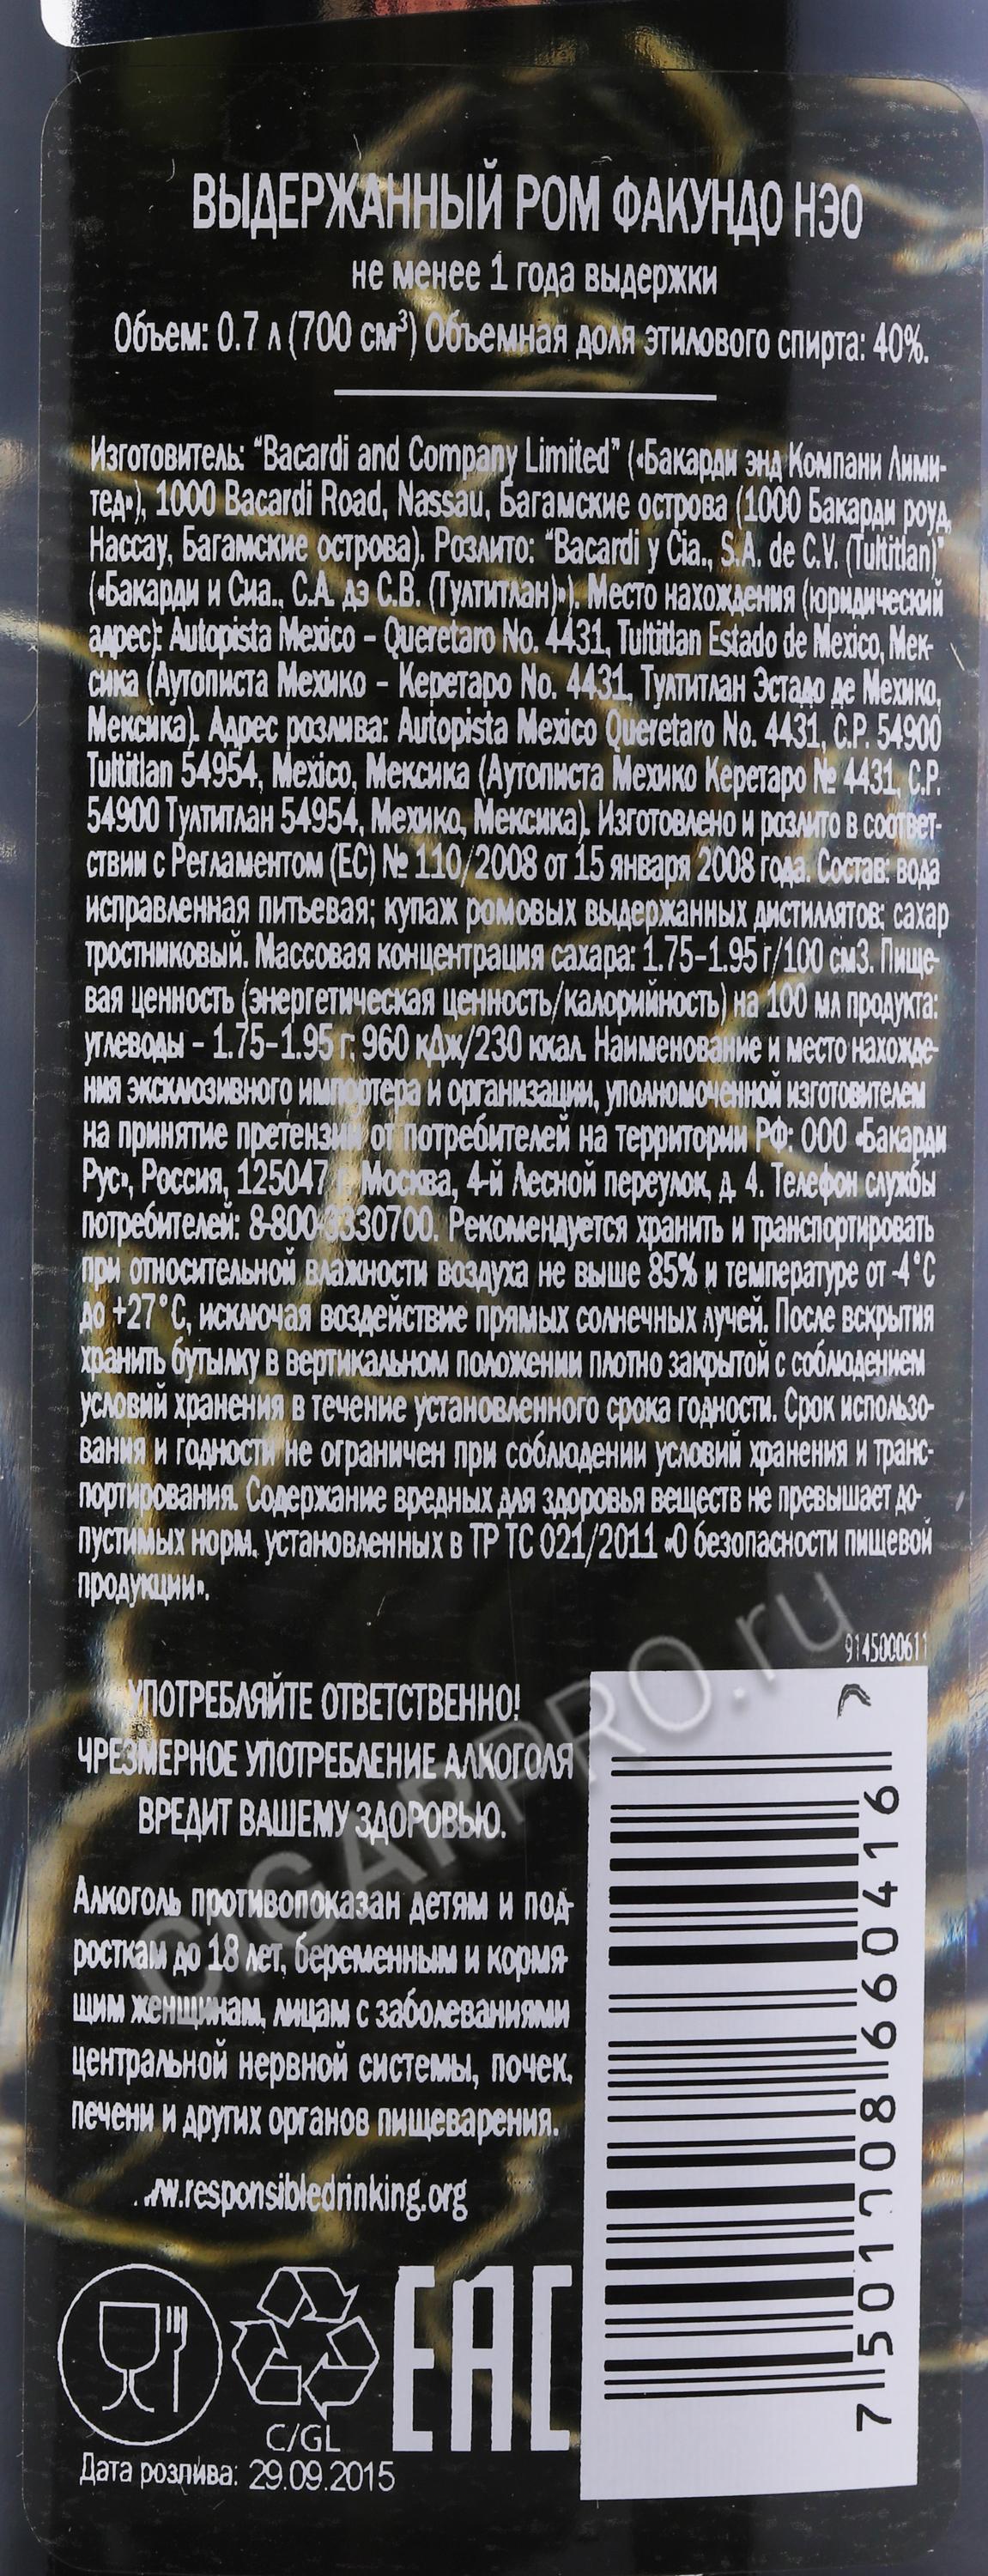 ВЫДЕРЖАННЫЙ РОМ ФАКУНДО НЭО
не менее 1 года выдержки
Объем: 0.7 л (700 см³) Объемная доля этилового спирта: 40%.
Изготовитель: “Bacardi and Company Limited” («Бакарди энд Компани Лими-
тед»), 1000 Bacardi Road, Nassau, Багамские острова (1000 Бакарди роуд,
Нассау, Багамские острова). Розлито: “Bacardi y Cia., S.A. de C.V. (Tultitlan)”
(«Бакарди и Сиа., С.А. дэ С.В. (Тултитлан)»). Место нахождения (юридический
адрес): Autopista Mexico – Queretaro No. 4431, Tultitlan Estado de Mexico, Мек-
сика (Аутописта Мехико – Керетаро No. 4431, Тултитлан Эстадо де Мехико,
Мексика). Адрес розлива: Autopista Mexico Queretaro No. 4431, C.P. 54900
Tultitlan 54954, Mexico, Мексика (Аутописта Мехико Керетаро № 4431, С.Р.
54900 Тултитлан 54954, Мехико, Мексика). Изготовлено и розлито в соответ-
ствии с Регламентом (ЕС) № 110/2008 от 15 января 2008 года. Состав: вода
исправленная питьевая; купаж ромовых выдержанных дистиллятов; сахар
тростниковый. Массовая концентрация сахара: 1.75–1.95 г/100 см3. Пище-
вая ценность (энергетическая ценность/калорийность) на 100 мл продукта:
углеводы – 1.75–1.95 г. 960 кДж/230 ккал. Наименование и место нахожде-
ния эксклюзивного импортера и организации, уполномоченной изготовителем
на принятие претензий от потребителей на территории РФ: ООО «Бакарди
Рус», Россия, 125047 г. Москва, 4-й Лесной переулок, д. 4. Телефон службы
потребителей: 8-800-3330700. Рекомендуется хранить и транспортировать
при относительной влажности воздуха не выше 85% и температуре от -4°C
до +27°C, исключая воздействие прямых солнечных лучей. После вскрытия
хранить бутылку в вертикальном положении плотно закрытой с соблюдением
условий хранения в течение установленного срока годности. Срок использо-
вания и годности не ограничен при соблюдении условий хранения и транс-
портирования. Содержание вредных для здоровья веществ не превышает до-
пустимых норм, установленных в ТР ТС 021/2011 «О безопасности пищевой
продукции».
9145000611
УПОТРЕБЛЯЙТЕ ОТВЕТСТВЕННО!
ЧРЕЗМЕРНОЕ УПОТРЕБЛЕНИЕ АЛКОГОЛЯ
ВРЕДИТ ВАШЕМУ ЗДОРОВЬЮ.
Алкоголь противопоказан детям и под-
росткам до 18 лет, беременным и кормя-
щим женщинам, лицам с заболеваниями
центральной нервной системы, почек,
печени и других органов пищеварения.
.responsibledrinking.org
C/GL
EAC
Дата розлива: 29.09.2015
7 501008 660416
CIGARPRO.ru